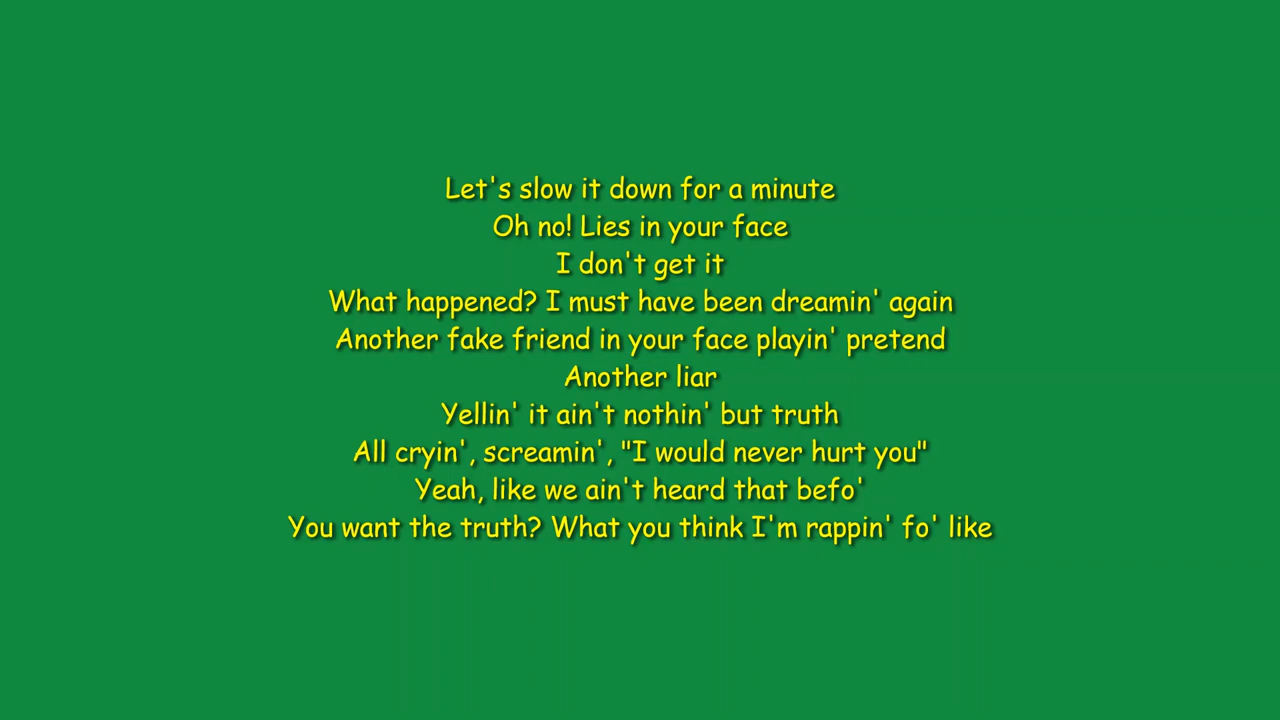 Let's slow it down for a minute
Oh no! Lies in your face
I don't get it
What happened? I must have been dreamin' again
Another fake friend in your face playin' pretend
Another liar
Yellin' it ain't nothin' but truth
All cryin', screamin', "I would never hurt you"
Yeah, like we ain't heard that befo'
You want the truth? What you think I'm rappin' fo' like